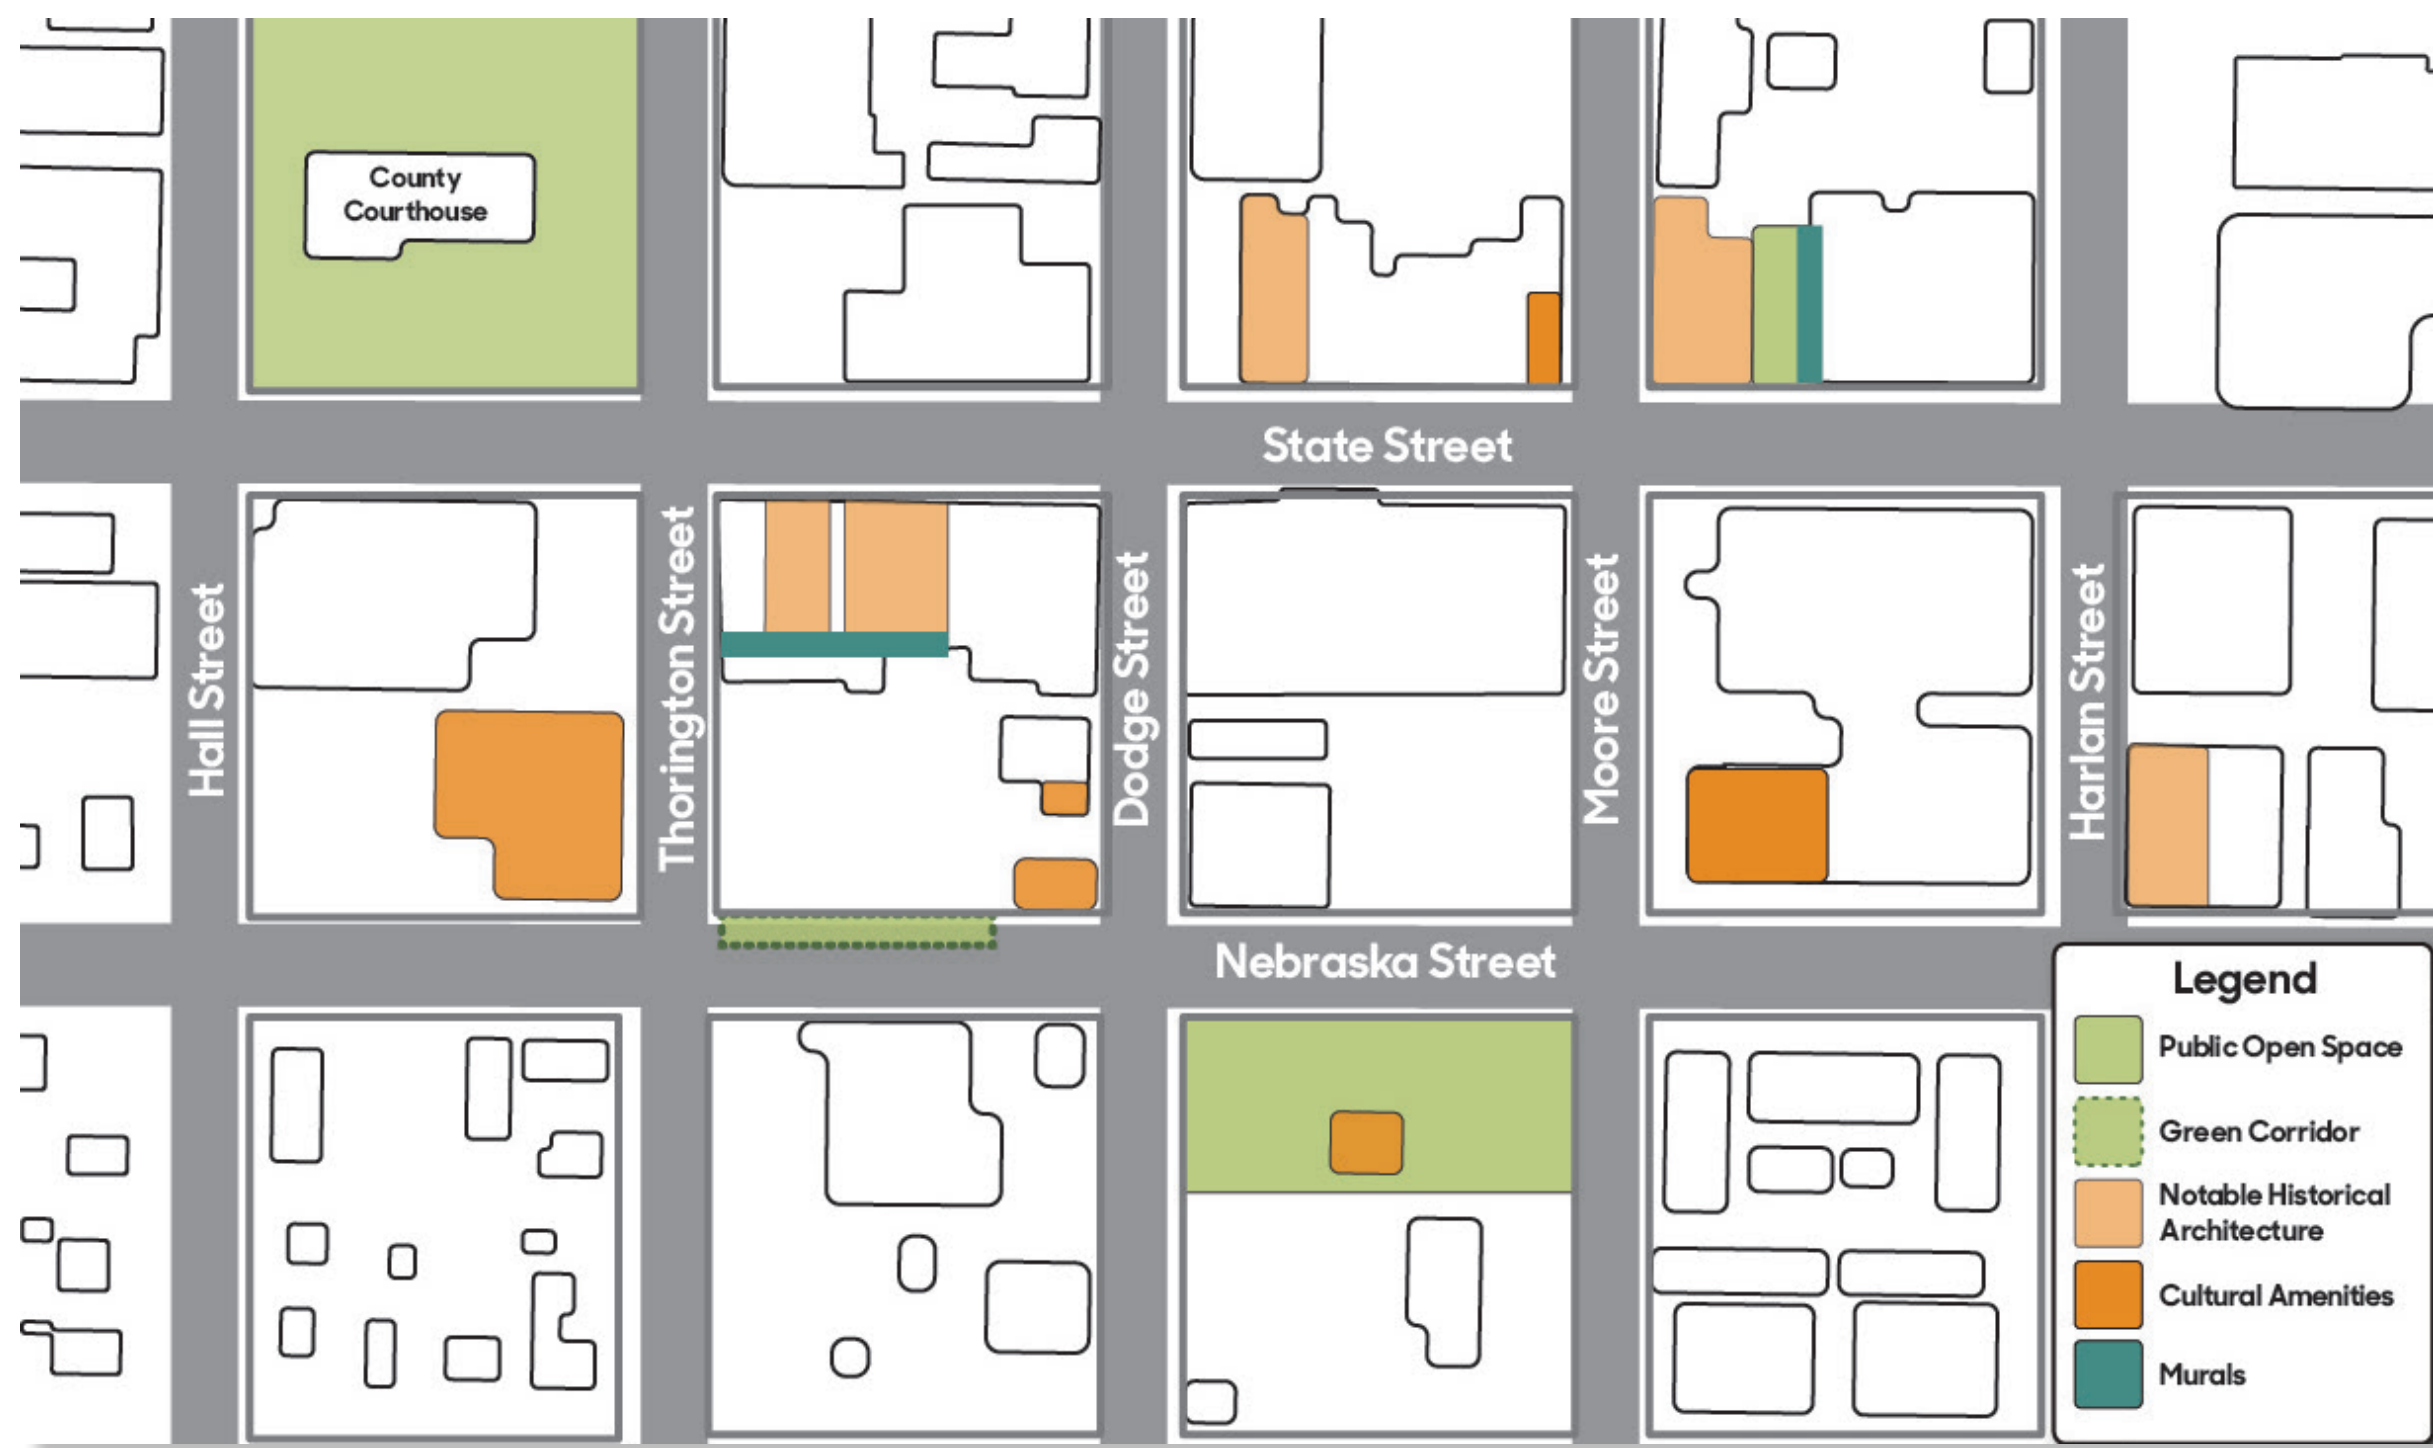 County
Courthouse
State Street
Hall Street
Thorington Street
Dodge Street
Moore Street
Harlan Street
Nebraska Street
Legend
Public Open Space
Green Corridor
Notable Historical
Architecture
Cultural Amenities
Murals